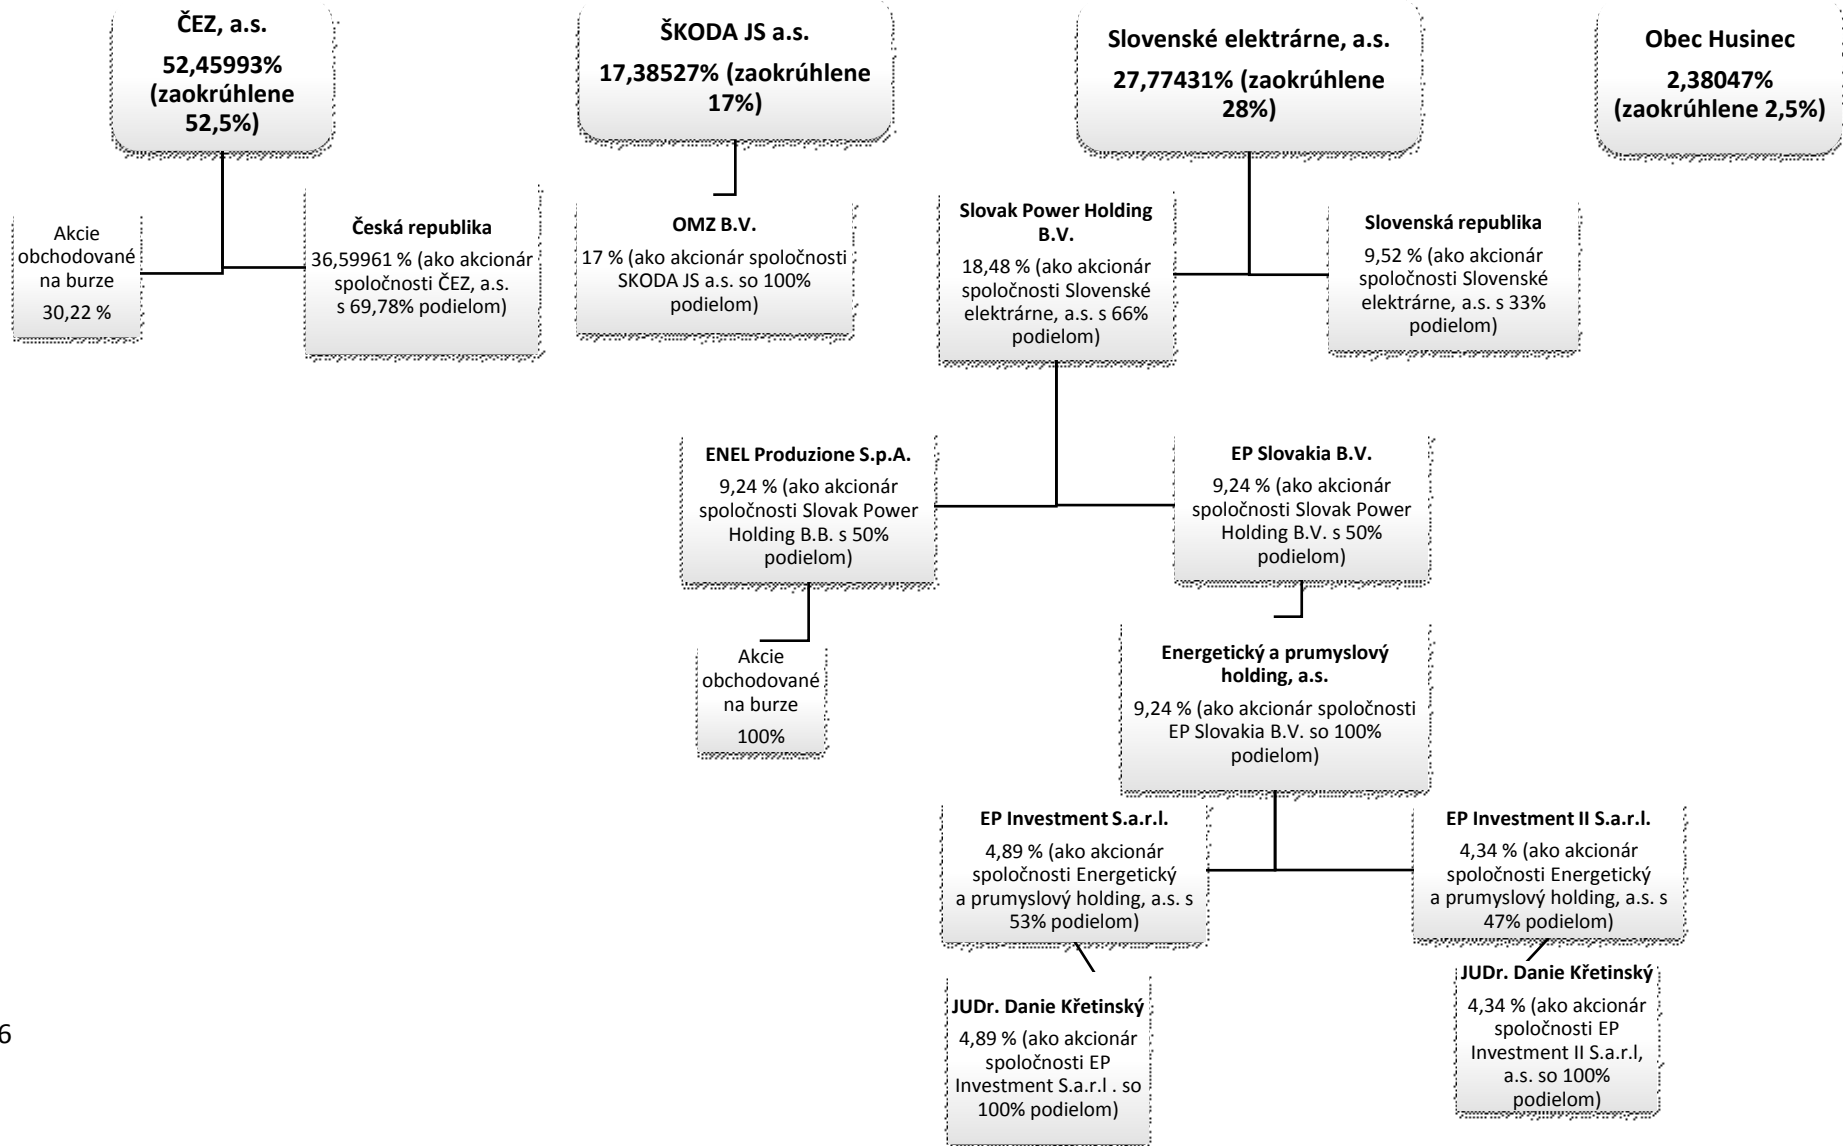 ČEZ, a.s.
52,45993%
(zaokrúhlene
52,5%)
ŠKODA JS a.s.
17,38527% (zaokrúhlene
17%)
Slovenské elektrárne, a.s.
27,77431% (zaokrúhlene
28%)
Obec Husinec
2,38047%
(zaokrúhlene 2,5%)
Akcie
obchodované
na burze
30,22 %
Česká republika
36,59961 % (ako akcionár
spoločnosti ČEZ, a.s.
s 69,78% podielom)
OMZ B.V.
17 % (ako akcionár spoločnosti
SKODA JS a.s. so 100%
podielom)
Slovak Power Holding
B.V.
18,48 % (ako akcionár
spoločnosti Slovenské
elektrárne, a.s. s 66%
podielom)
Slovenská republika
9,52 % (ako akcionár
spoločnosti Slovenské
elektrárne, a.s. s 33%
podielom)
ENEL Produzione S.p.A.
9,24 % (ako akcionár
spoločnosti Slovak Power
Holding B.B. s 50%
podielom)
EP Slovakia B.V.
9,24 % (ako akcionár
spoločnosti Slovak Power
Holding B.V. s 50%
podielom)
Akcie
obchodované
na burze
100%
Energetický a prumyslový
holding, a.s.
9,24 % (ako akcionár spoločnosti
EP Slovakia B.V. so 100%
podielom)
EP Investment S.a.r.l.
4,89 % (ako akcionár
spoločnosti Energetický
a prumyslový holding, a.s. s
53% podielom)
EP Investment II S.a.r.l.
4,34 % (ako akcionár
spoločnosti Energetický
a prumyslový holding, a.s. s
47% podielom)
JUDr. Danie Křetinský
4,89 % (ako akcionár
spoločnosti EP
Investment S.a.r.l . so
100% podielom)
JUDr. Danie Křetinský
4,34 % (ako akcionár
spoločnosti EP
Investment II S.a.r.l,
a.s. so 100%
podielom)
6